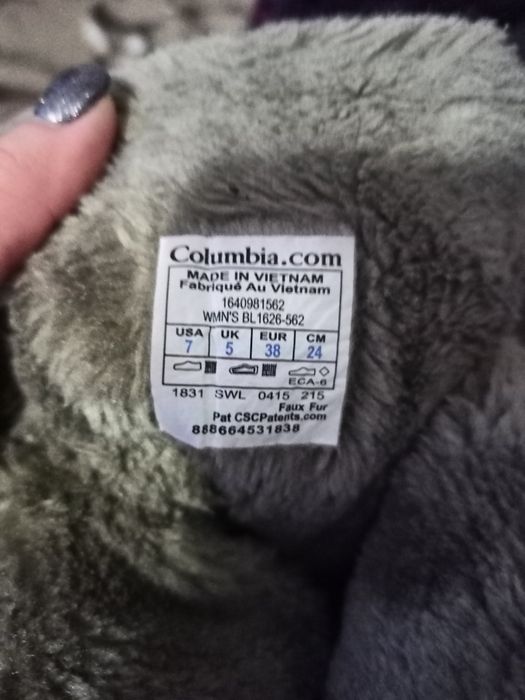 Columbia.com
MADE IN VIETNAM
Fabriqué Au Vietnam
1640981562
WMN'S BL1626-562
USA UK EUR CM
7 5 38 24
ECA-6
1831 SWL 0415 215
Faux Fur
Pat CSCPatents.com
888664531838